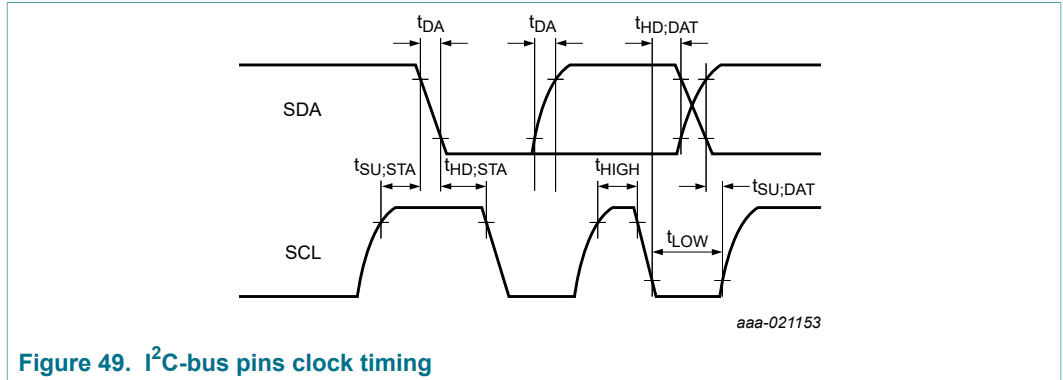 tDA tDA tHD;DAT
SDA
tSU;STA tHD;STA tHIGH tSU;DAT
SCL tLOW
aaa-021153
Figure 49. I²C-bus pins clock timing